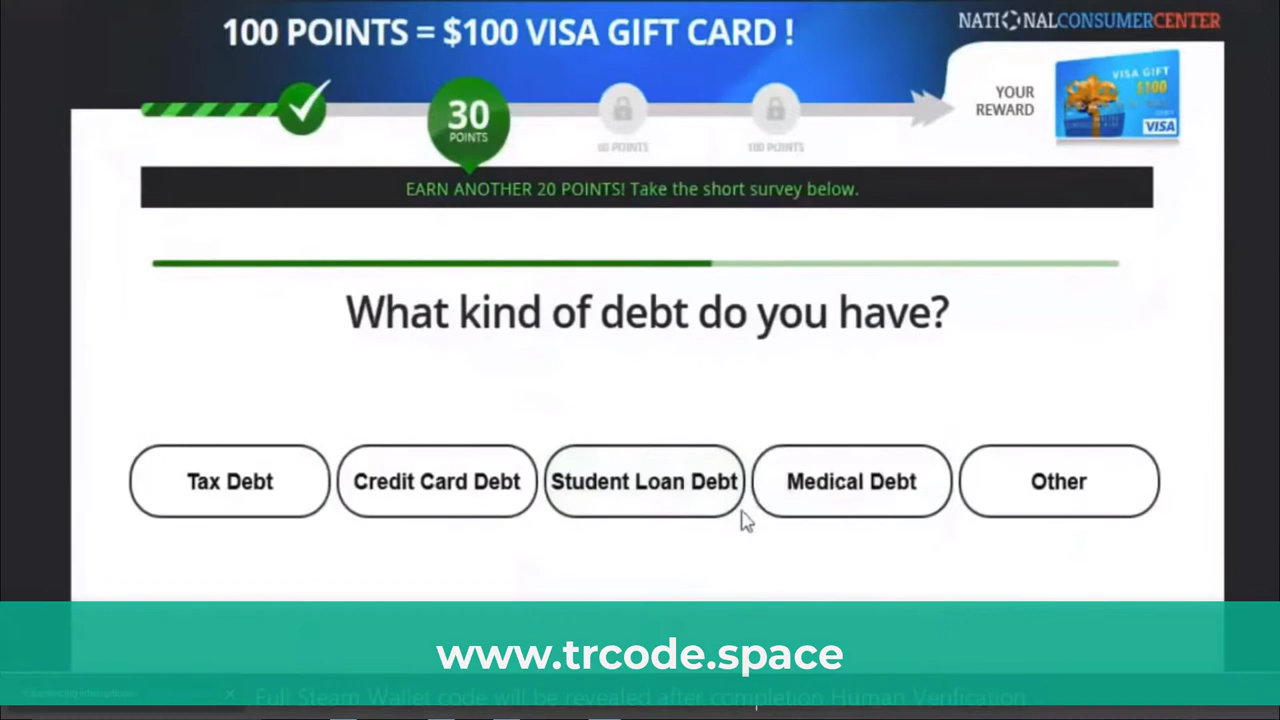 100 POINTS = $100 VISA GIFT CARD !
NATIONALCONSUMERCENTER
YOUR
REWARD
VISA GIFT
$100
VISA
30
POINTS
100 POINTS
EARN ANOTHER 20 POINTS! Take the short survey below.
What kind of debt do you have?
Tax Debt
Credit Card Debt
Student Loan Debt
Medical Debt
Other
www.trcode.space
Full Steam Wallet code will be revealed after completion Human Verification